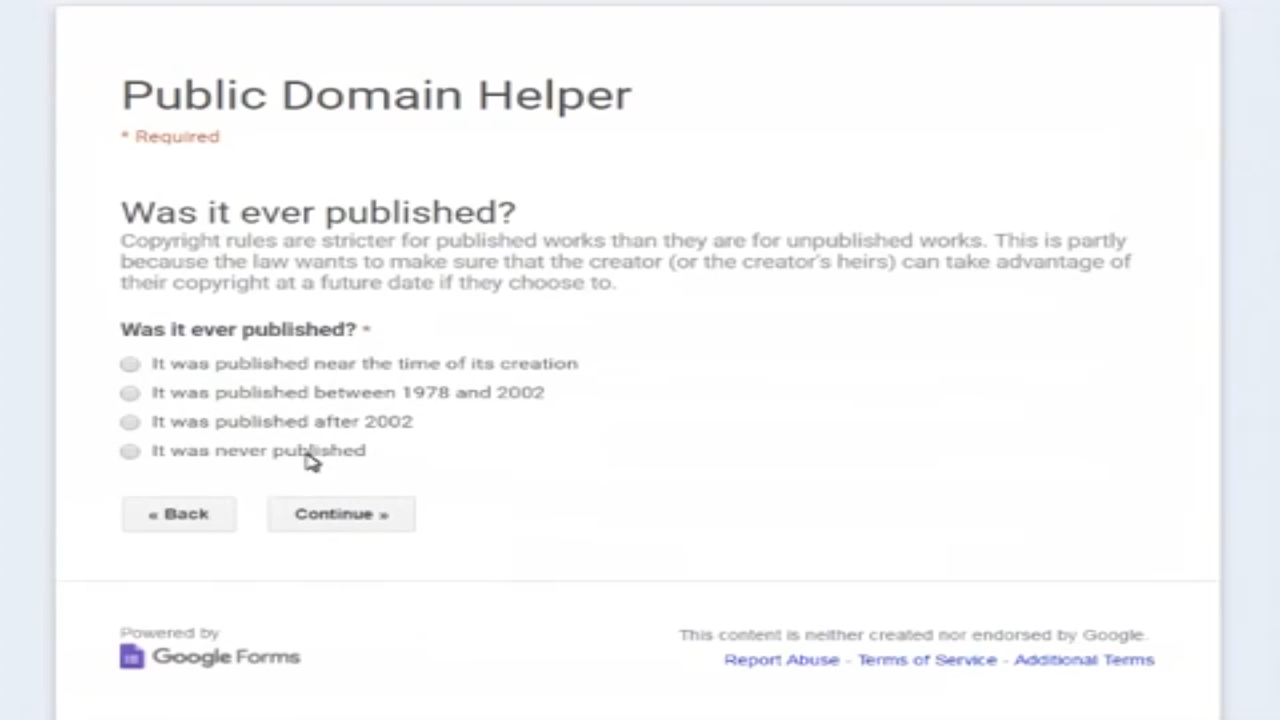 Public Domain Helper
* Required
Was it ever published?
Copyright rules are stricter for published works than they are for unpublished works. This is partly
because the law wants to make sure that the creator (or the creator's heirs) can take advantage of
their copyright at a future date if they choose to.
Was it ever published? *
It was published near the time of its creation
It was published between 1978 and 2002
It was published after 2002
It was never published
« Back
Continue »
Powered by
Google Forms
This content is neither created nor endorsed by Google.
Report Abuse - Terms of Service - Additional Terms